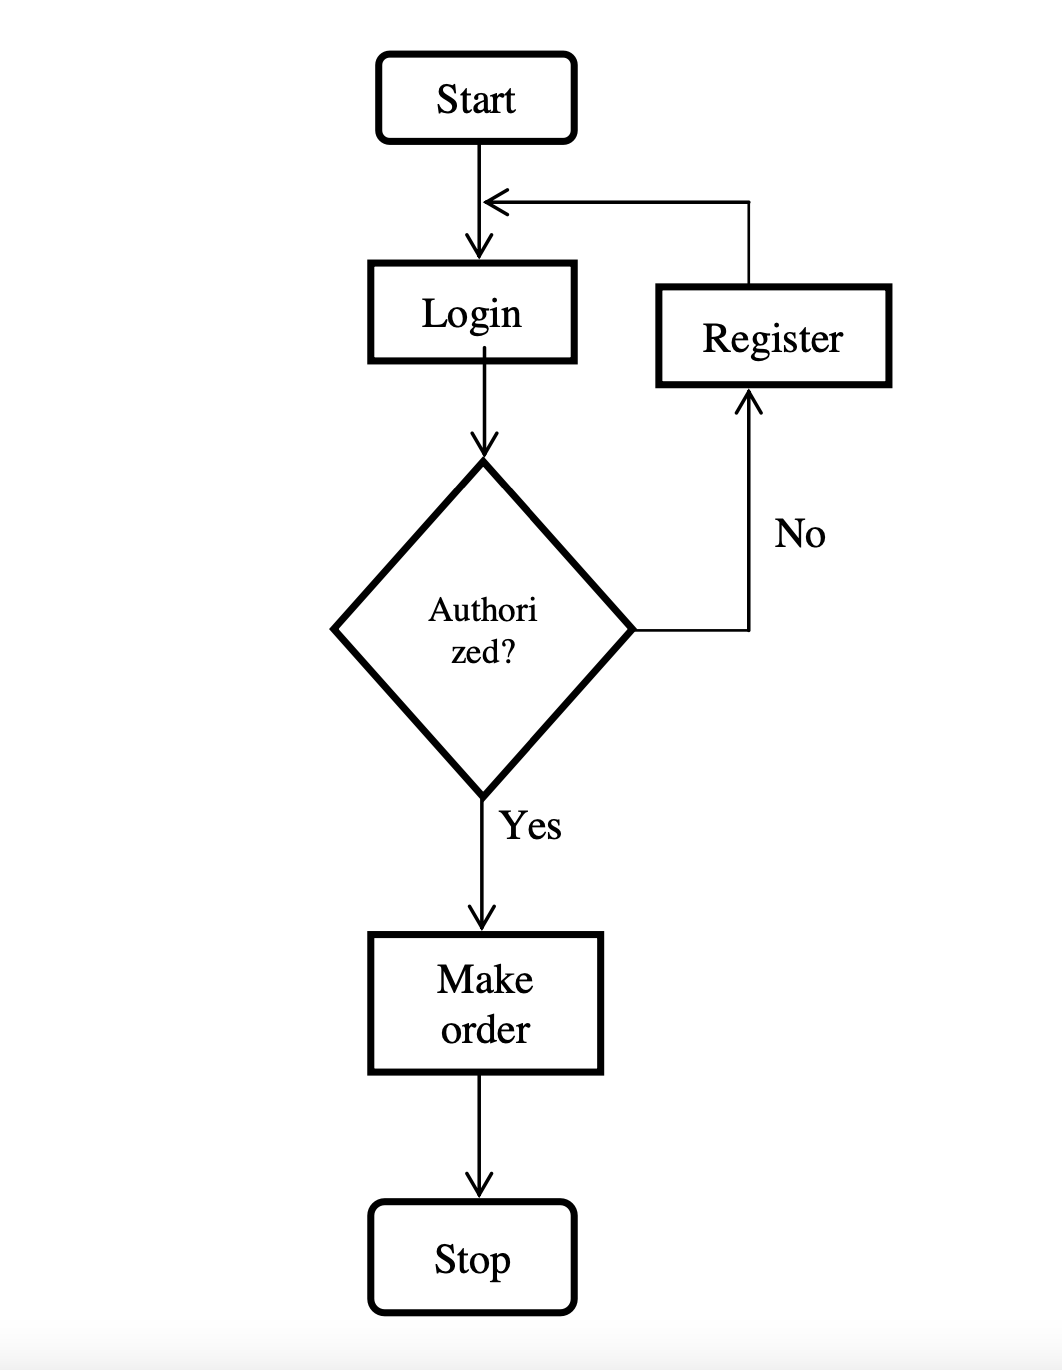 Start
Login
Register
No
Authori
zed?
Yes
Make
order
Stop